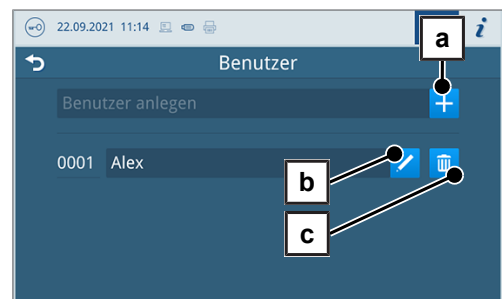 22.09.2021 11:14
i
a
Benutzer
Benutzer anlegen
0001 Alex
b
c